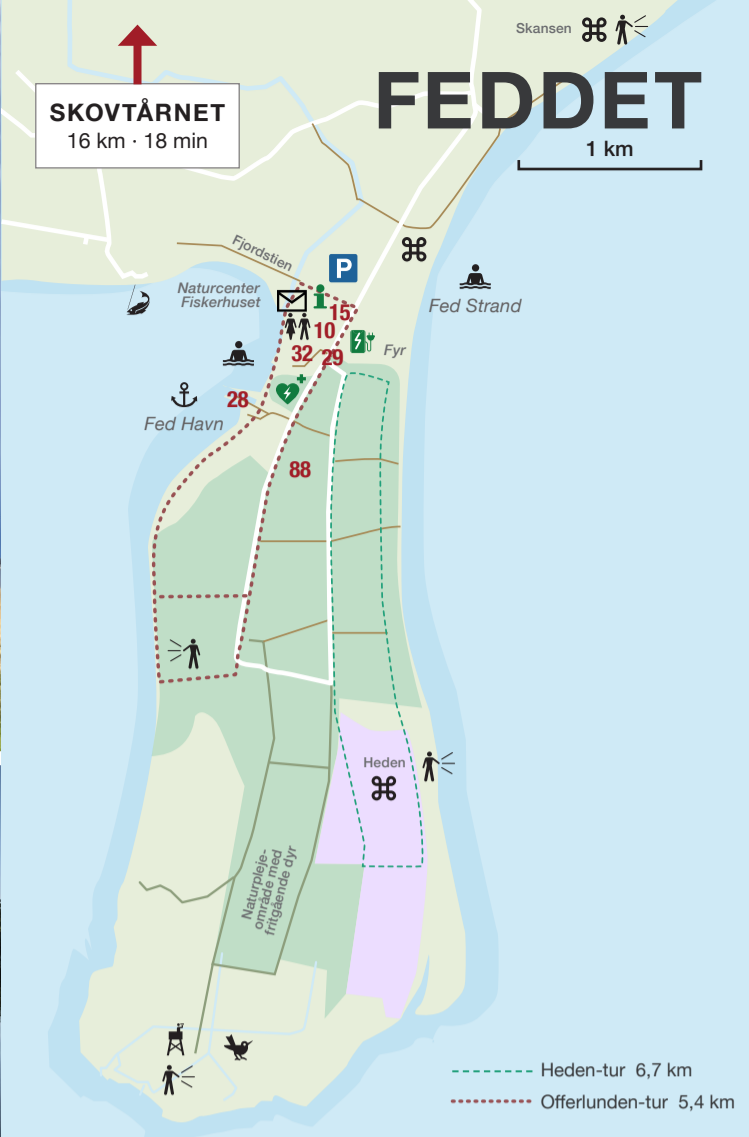 Skansen
FEDDET
1 km
SKOVTÅRNET
16 km · 18 min
Fjordstien
P
Naturcenter
Fiskerhuset
i
15
10
32
29
Fyr
Fed Strand
28
Fed Havn
88
Heden
Naturpleje-
område med
fritgående dyr
Heden-tur 6,7 km
Offerlunden-tur 5,4 km